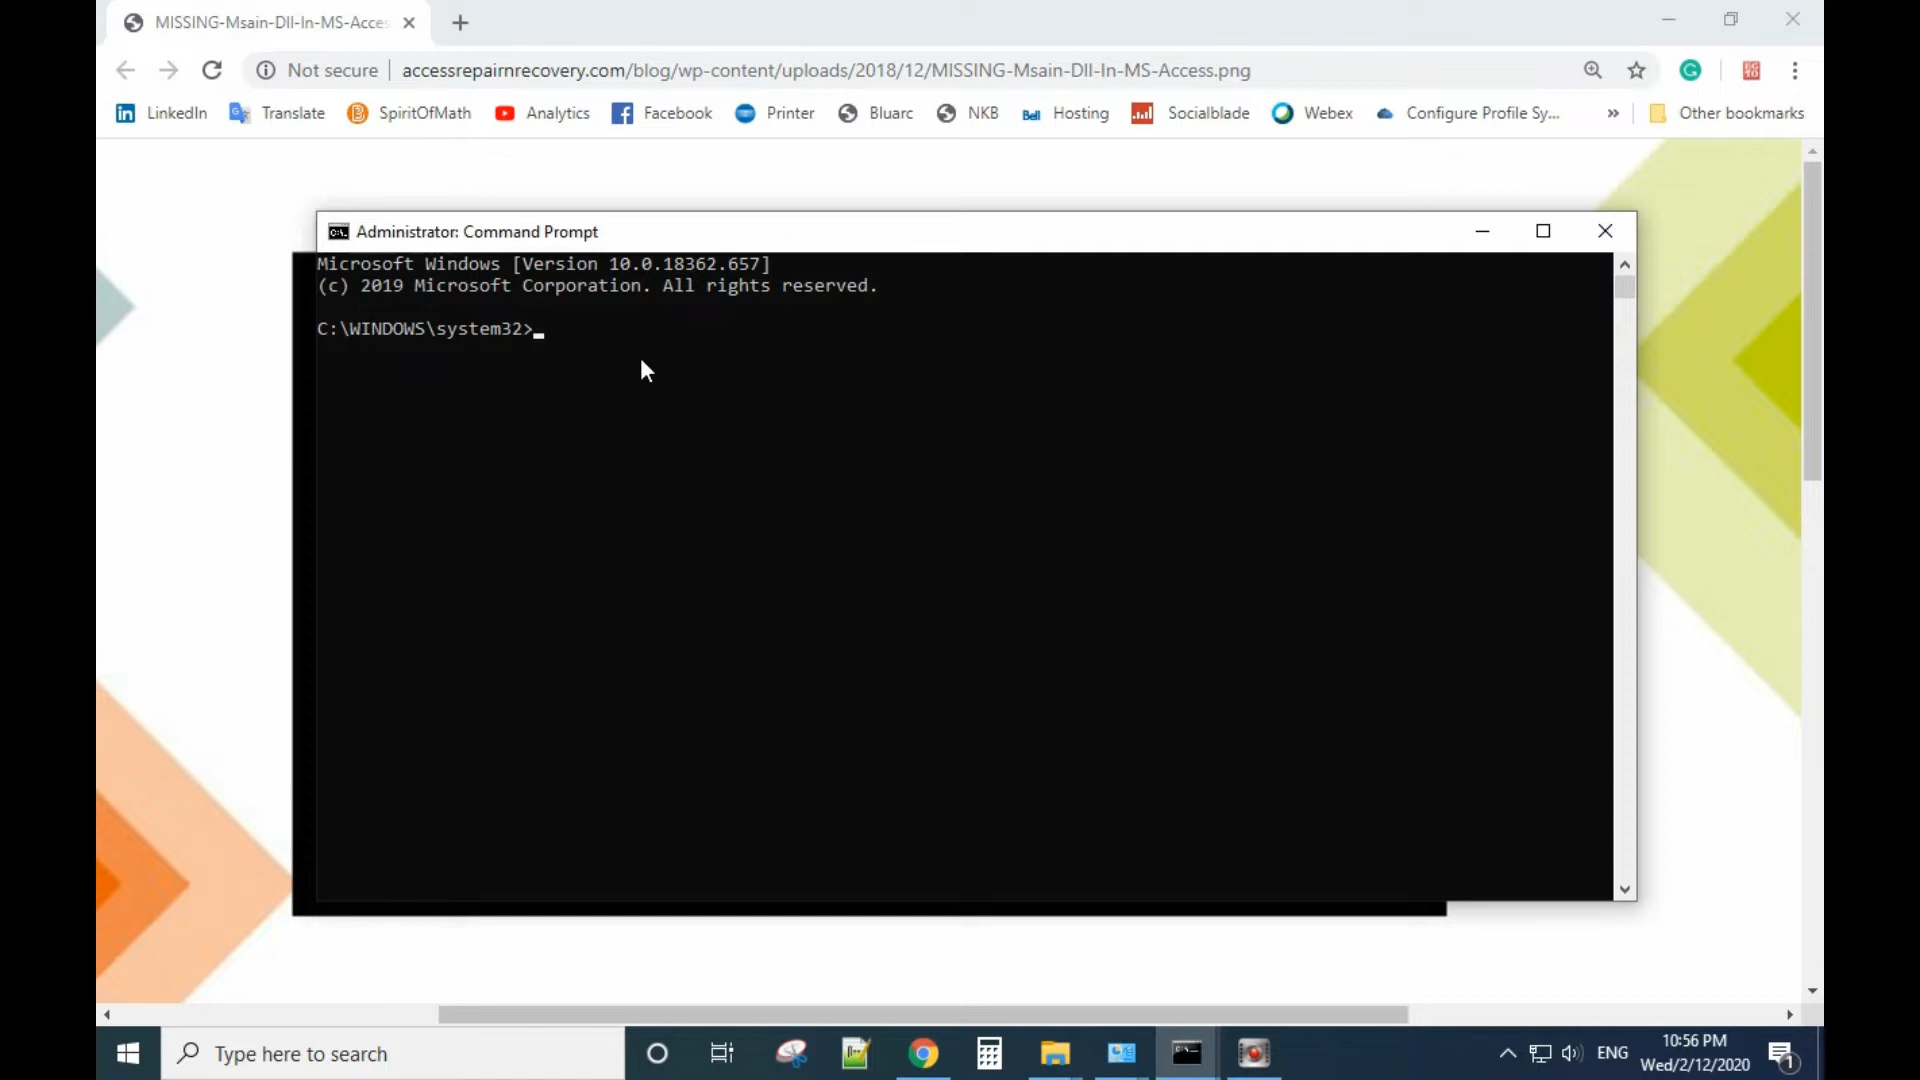 MISSING-Msain-Dll-In-MS-Acces
Not secure accessrepairnrecovery.com/blog/wp-content/uploads/2018/12/MISSING-Msain-Dll-In-MS-Access.png
LinkedIn Translate SpiritOfMath Analytics Facebook Printer Bluarc NKB Bell Hosting Socialblade Webex Configure Profile Sy... » Other bookmarks
Administrator: Command Prompt
Microsoft Windows [Version 10.0.18362.657]
(c) 2019 Microsoft Corporation. All rights reserved.
C:\WINDOWS\system32>
Type here to search
ENG
10:56 PM
Wed/2/12/2020
1